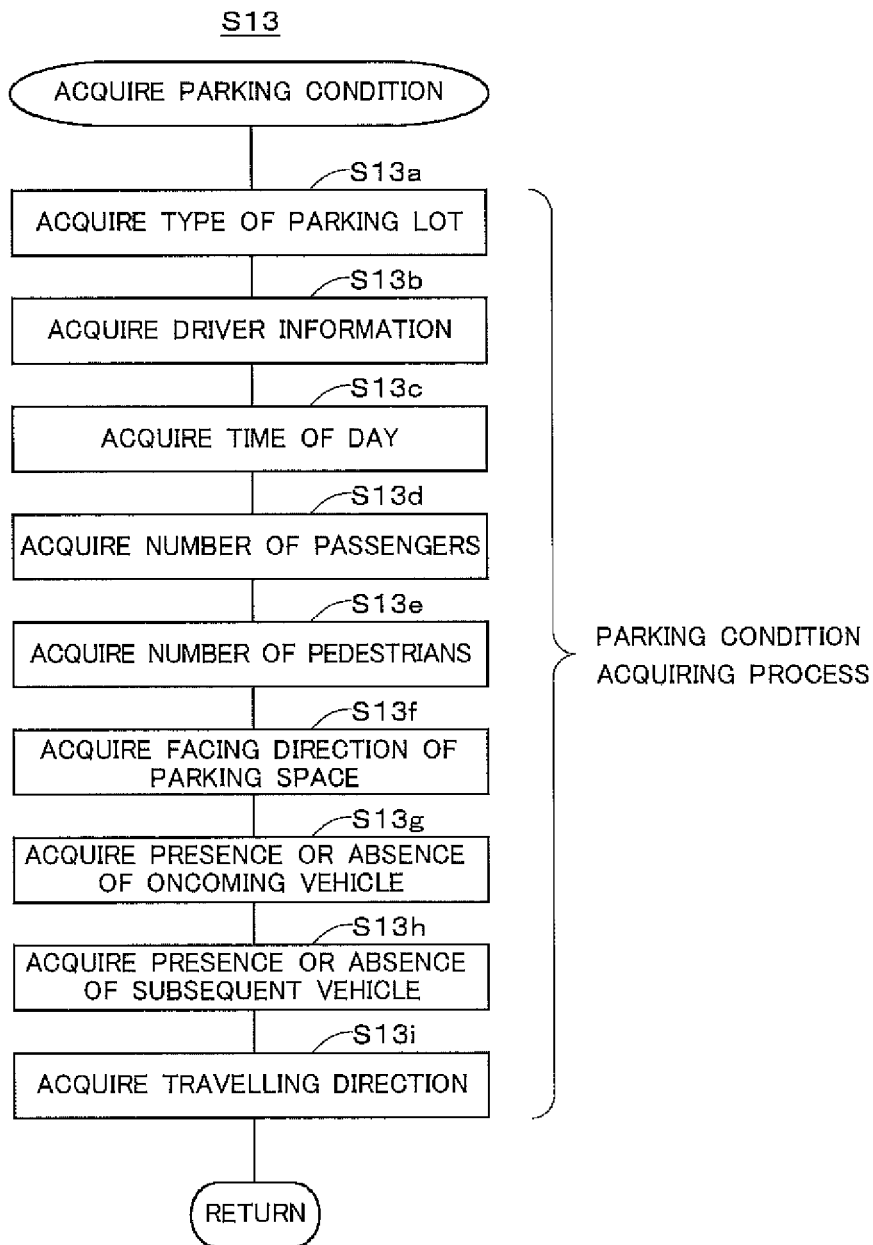 S13
ACQUIRE PARKING CONDITION
S13a
ACQUIRE TYPE OF PARKING LOT
S13b
ACQUIRE DRIVER INFORMATION
S13c
ACQUIRE TIME OF DAY
S13d
ACQUIRE NUMBER OF PASSENGERS
S13e
ACQUIRE NUMBER OF PEDESTRIANS
S13f
ACQUIRE FACING DIRECTION OF
PARKING SPACE
S13g
ACQUIRE PRESENCE OR ABSENCE
OF ONCOMING VEHICLE
S13h
ACQUIRE PRESENCE OR ABSENCE
OF SUBSEQUENT VEHICLE
S13i
ACQUIRE TRAVELLING DIRECTION
RETURN
PARKING CONDITION
ACQUIRING PROCESS